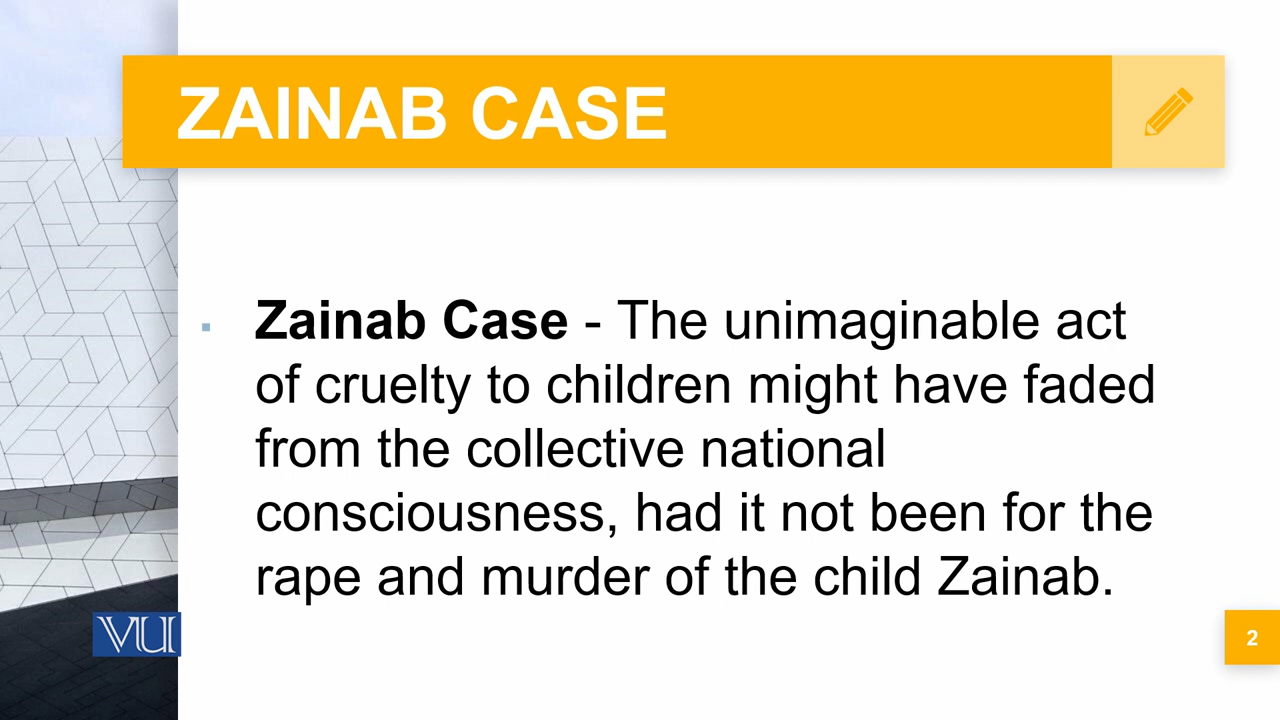 ZAINAB CASE
Zainab Case - The unimaginable act
of cruelty to children might have faded
from the collective national
consciousness, had it not been for the
rape and murder of the child Zainab.
VU
2